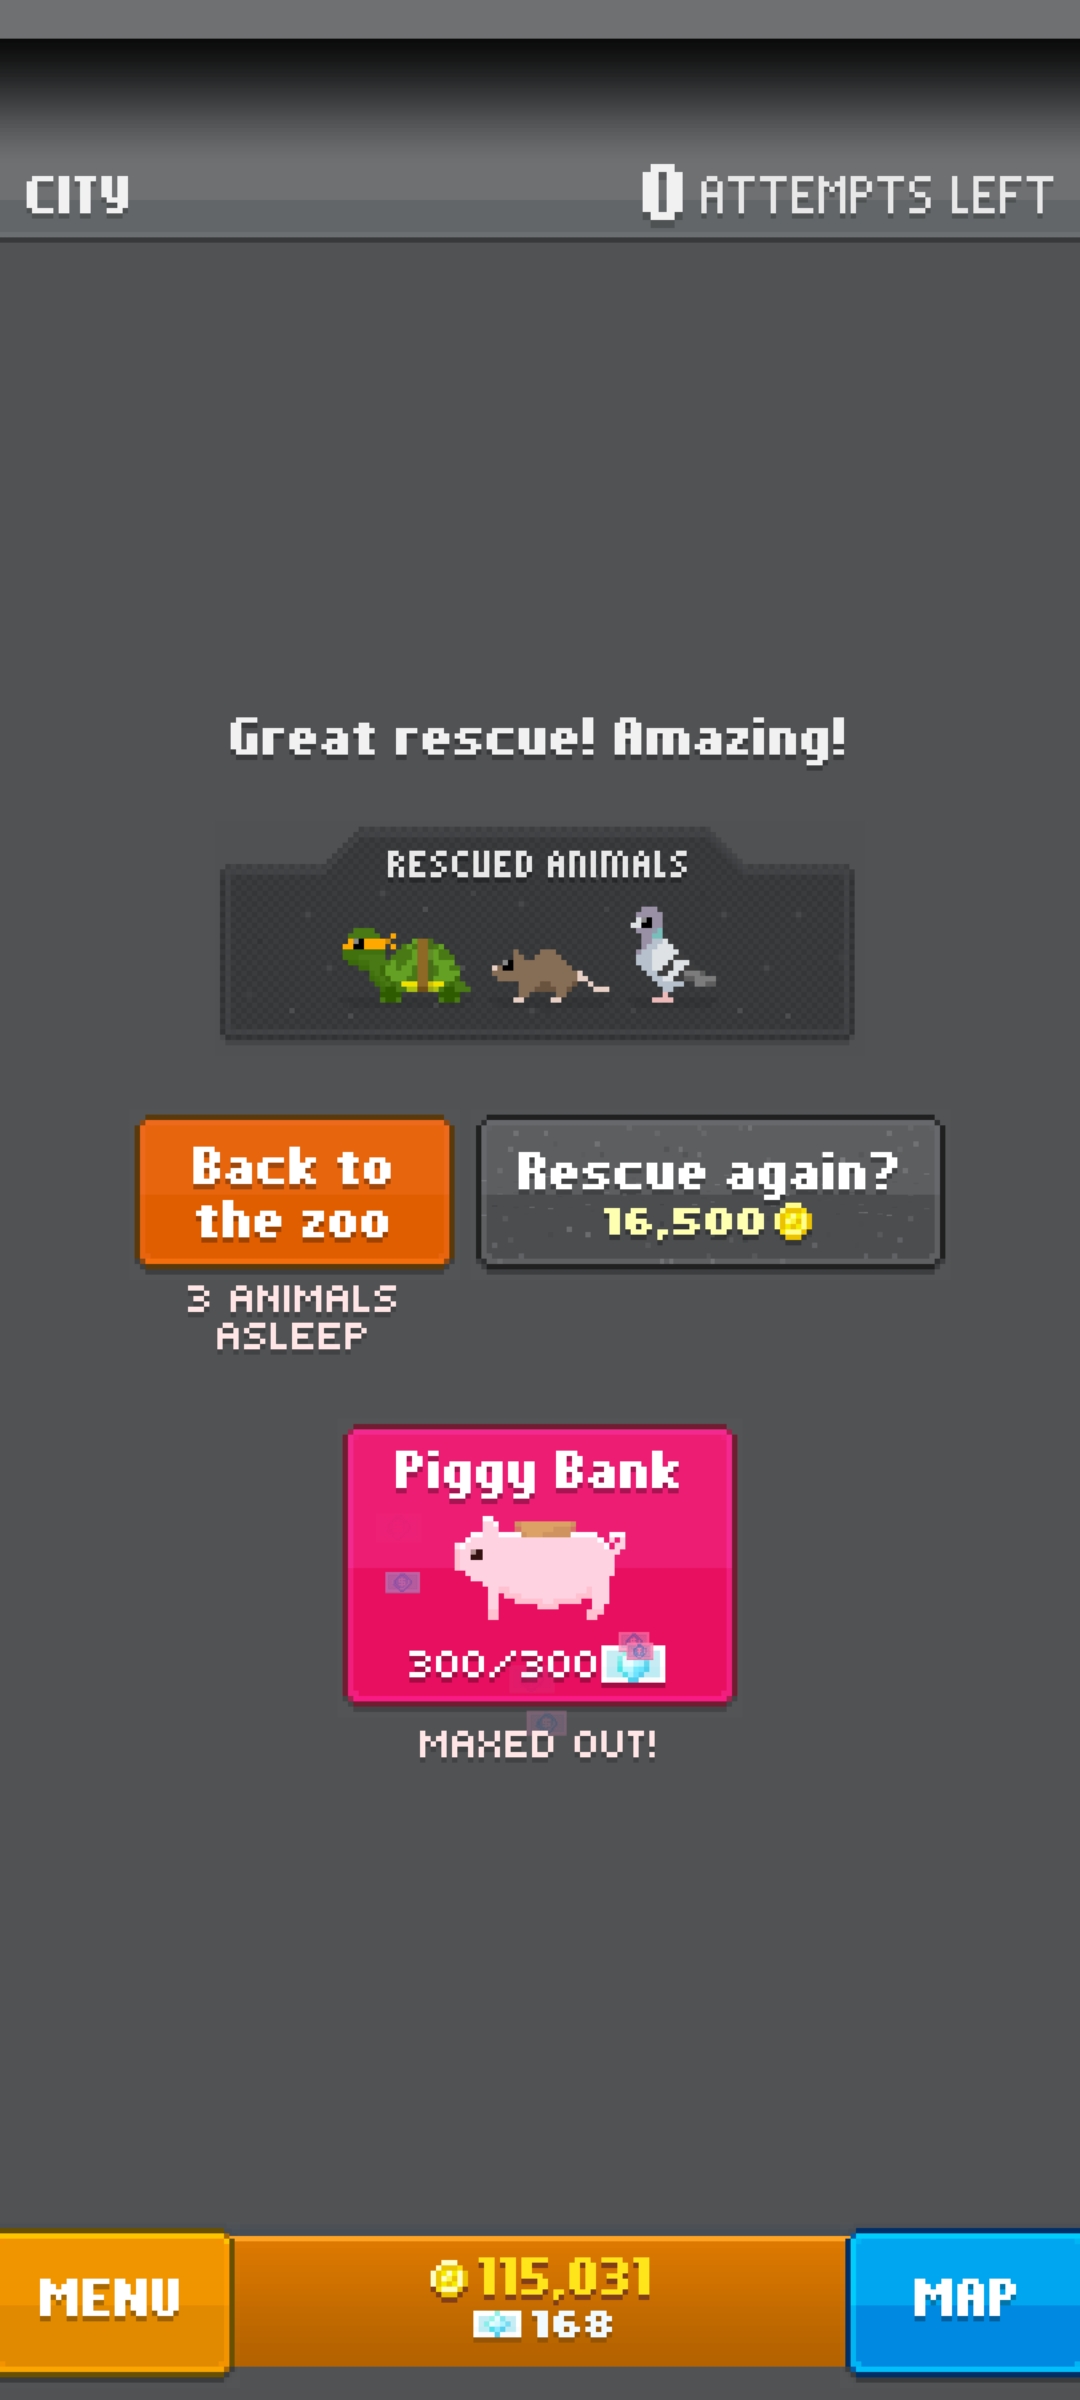 CITY
0 ATTEMPTS LEFT
Great rescue! Amazing!
RESCUED ANIMALS
Back to
the zoo
Rescue again?
16,500
3 ANIMALS
ASLEEP
Piggy Bank
300/300
MAXED OUT!
MENU
115,031
168
MAP